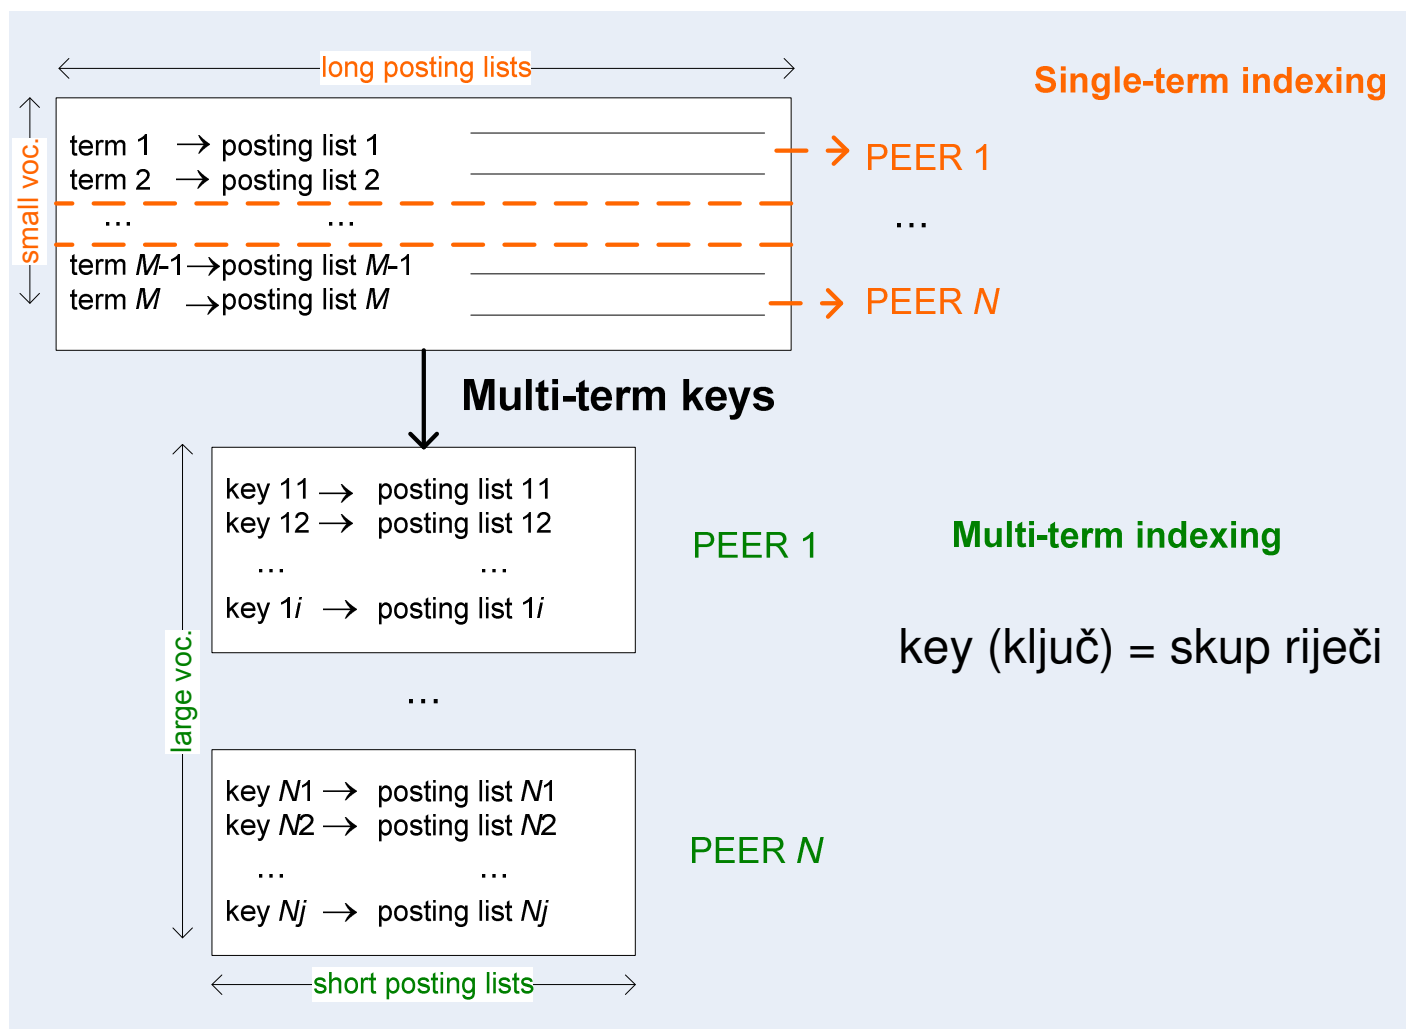 long posting lists
Single-term indexing
small voc.
term 1 → posting list 1
term 2 → posting list 2
... ...
term M-1 → posting list M-1
term M → posting list M
PEER 1
...
PEER N
Multi-term keys
large voc.
key 11 → posting list 11
key 12 → posting list 12
... ...
key 1i → posting list 1i
PEER 1
Multi-term indexing
key (ključ) = skup riječi
...
key N1 → posting list N1
key N2 → posting list N2
... ...
key Nj → posting list Nj
PEER N
short posting lists